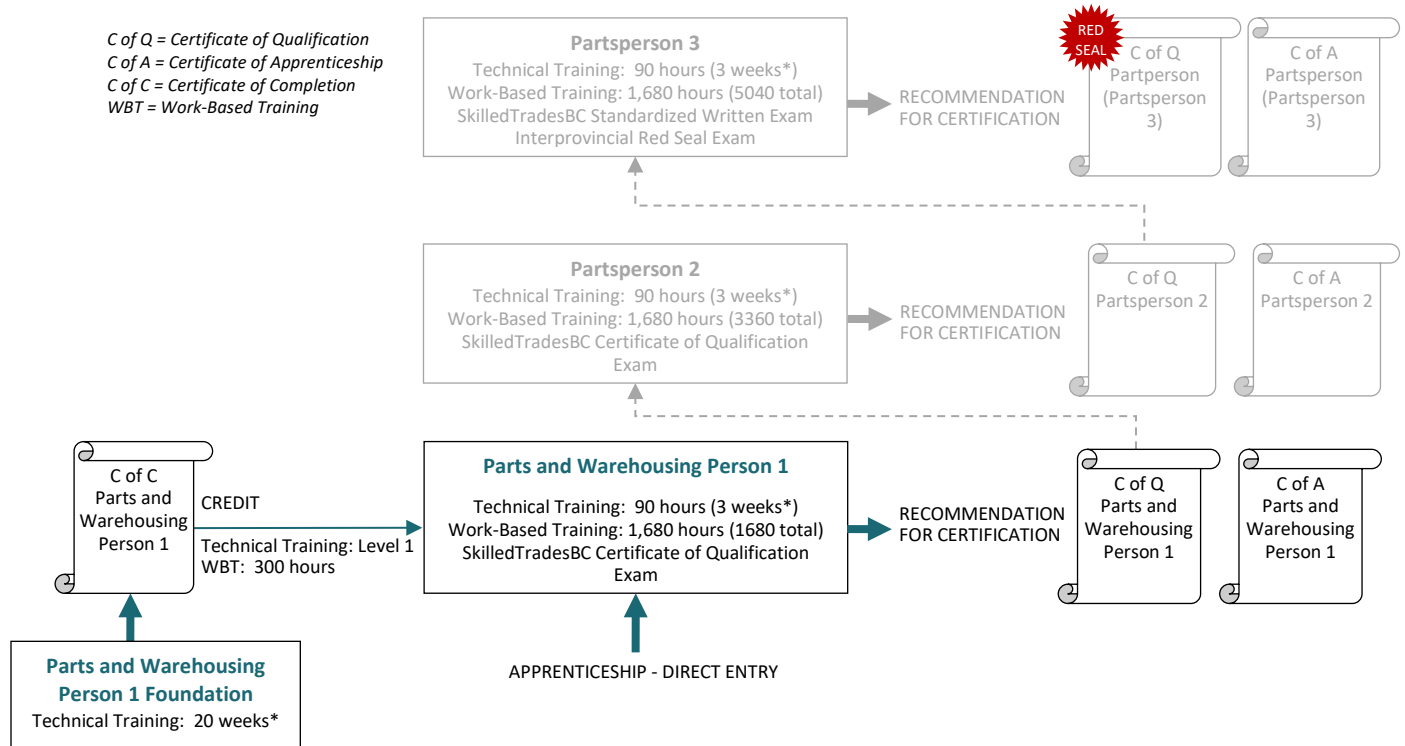 C of Q = Certificate of Qualification
C of A = Certificate of Apprenticeship
C of C = Certificate of Completion
WBT = Work-Based Training
Partsperson 3
Technical Training:  90 hours (3 weeks*)
Work-Based Training: 1,680 hours (5040 total)
SkilledTradesBC Standardized Written Exam
Interprovincial Red Seal Exam
RECOMMENDATION
FOR CERTIFICATION
RED
SEAL
C of Q
Partperson
(Partsperson
3)
C of A
Partsperson
(Partsperson
3)
Partsperson 2
Technical Training:  90 hours (3 weeks*)
Work-Based Training: 1,680 hours (3360 total)
SkilledTradesBC Certificate of Qualification
Exam
RECOMMENDATION
FOR CERTIFICATION
C of Q
Partsperson 2
C of A
Partsperson 2
C of C
Parts and
Warehousing
Person 1
CREDIT
Technical Training: Level 1
WBT:  300 hours
Parts and Warehousing Person 1
Technical Training:  90 hours (3 weeks*)
Work-Based Training: 1,680 hours (1680 total)
SkilledTradesBC Certificate of Qualification
Exam
RECOMMENDATION
FOR CERTIFICATION
C of Q
Parts and
Warehousing
Person 1
C of A
Parts and
Warehousing
Person 1
Parts and Warehousing
Person 1 Foundation
Technical Training:  20 weeks*
APPRENTICESHIP - DIRECT ENTRY